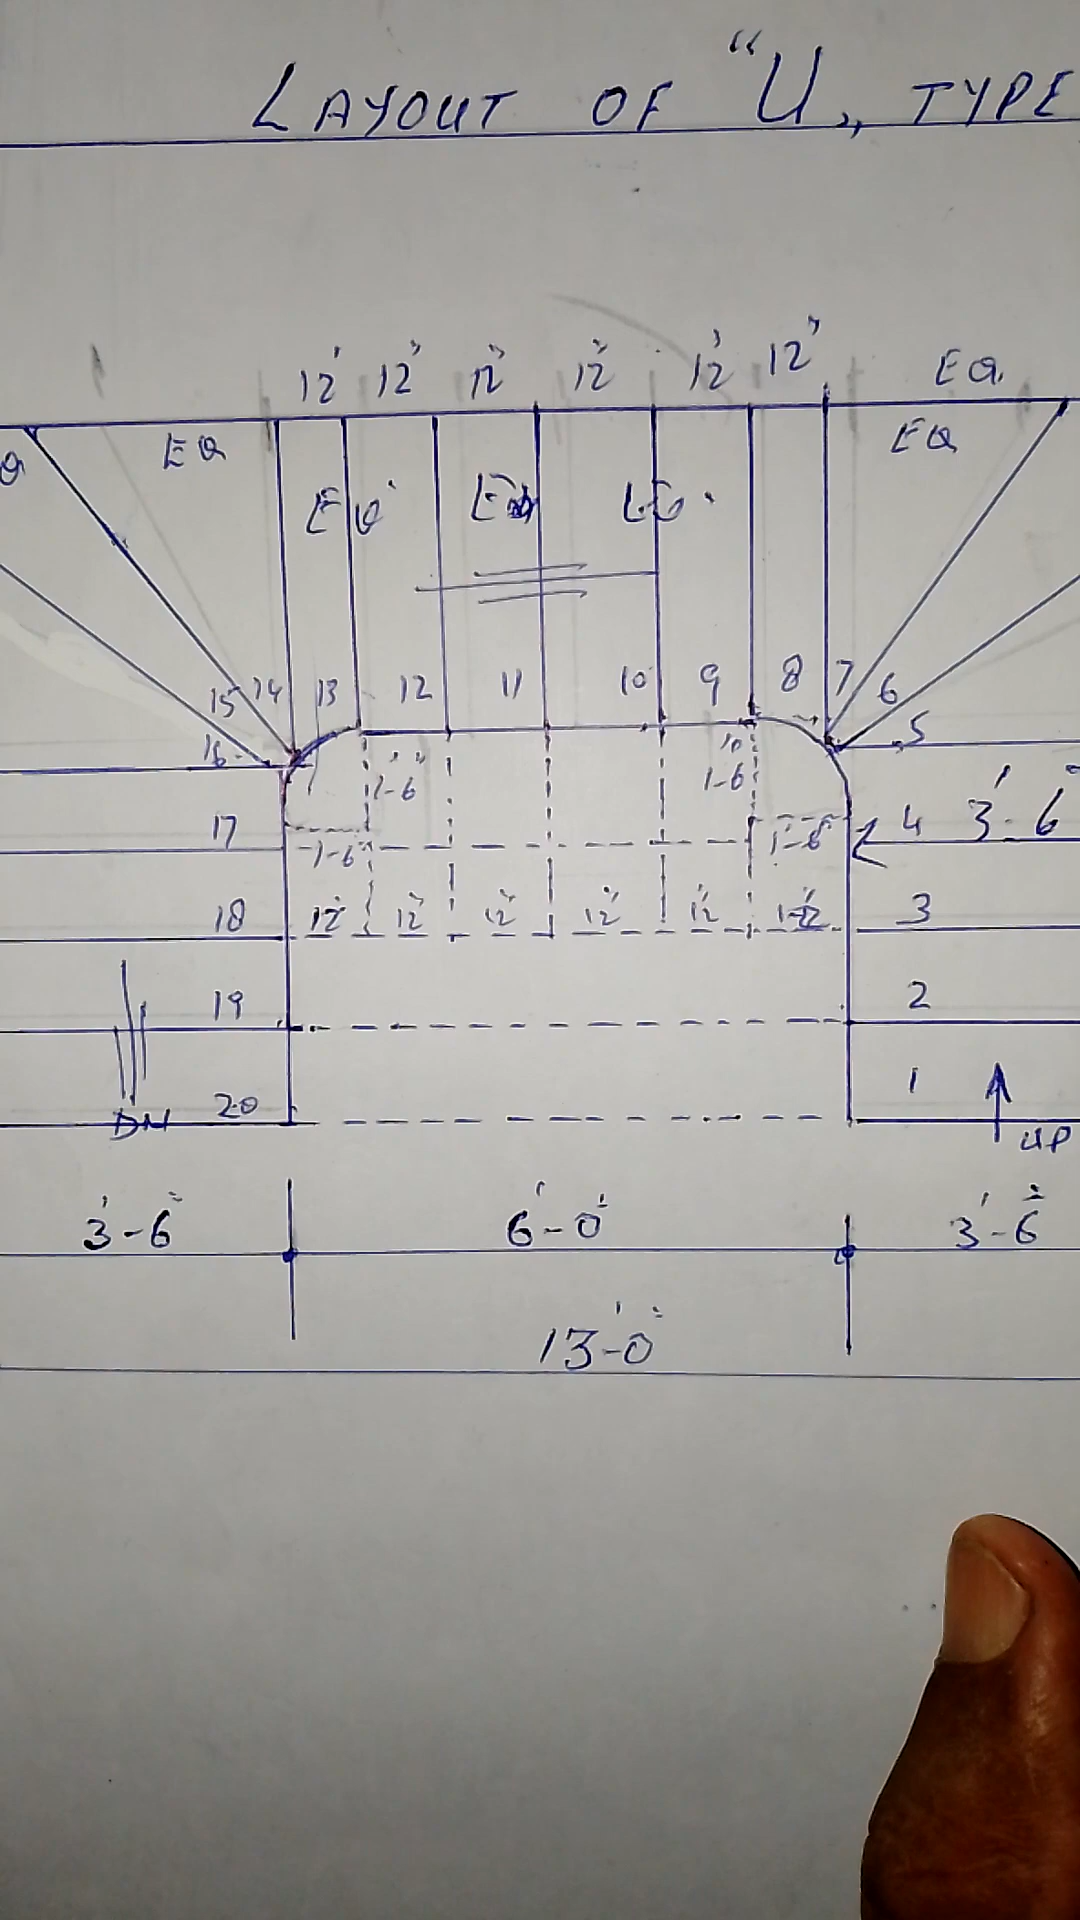 LAYOUT OF "U" TYPE
12' 12" 12" 12" 12' 12" EQ.
Q EQ EQ
EQ EQ EQ.
15 14 13 12 11 10 9 8 7 6
16 5
1'-6" 1-6
17 4 3'-6"
1-6" 1-6"
18 12" 12" 12" 12" 12" 3
19 2
20 1
DN UP
3'-6" 6'-0" 3'-6"
13'-0"